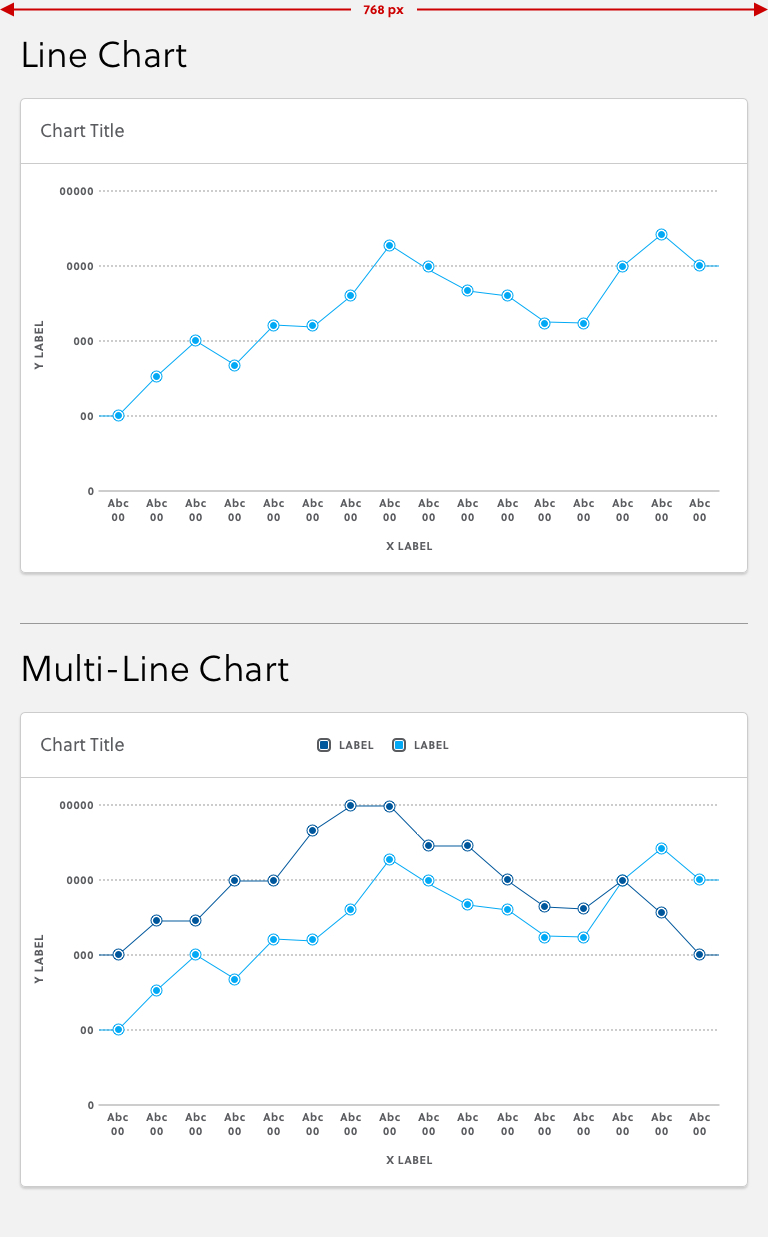 768 px
Line Chart
Chart Title
00000
0000
000
00
0
Y LABEL
Abc Abc Abc Abc Abc Abc Abc Abc Abc Abc Abc Abc Abc Abc Abc Abc
00 00 00 00 00 00 00 00 00 00 00 00 00 00 00 00
X LABEL
Multi-Line Chart
Chart Title
LABEL LABEL
00000
0000
000
00
0
Y LABEL
Abc Abc Abc Abc Abc Abc Abc Abc Abc Abc Abc Abc Abc Abc Abc Abc
00 00 00 00 00 00 00 00 00 00 00 00 00 00 00 00
X LABEL